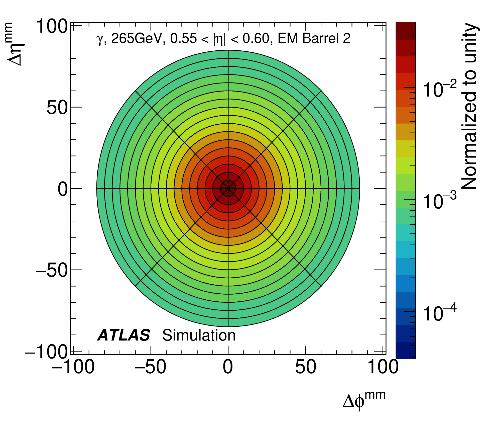 γ, 265GeV, 0.55 < |η| < 0.60, EM Barrel 2
Δη^mm
100
50
0
−50
−100
ATLAS Simulation
−100 −50 0 50 100
Δϕ^mm
10^−2
10^−3
10^−4
Normalized to unity